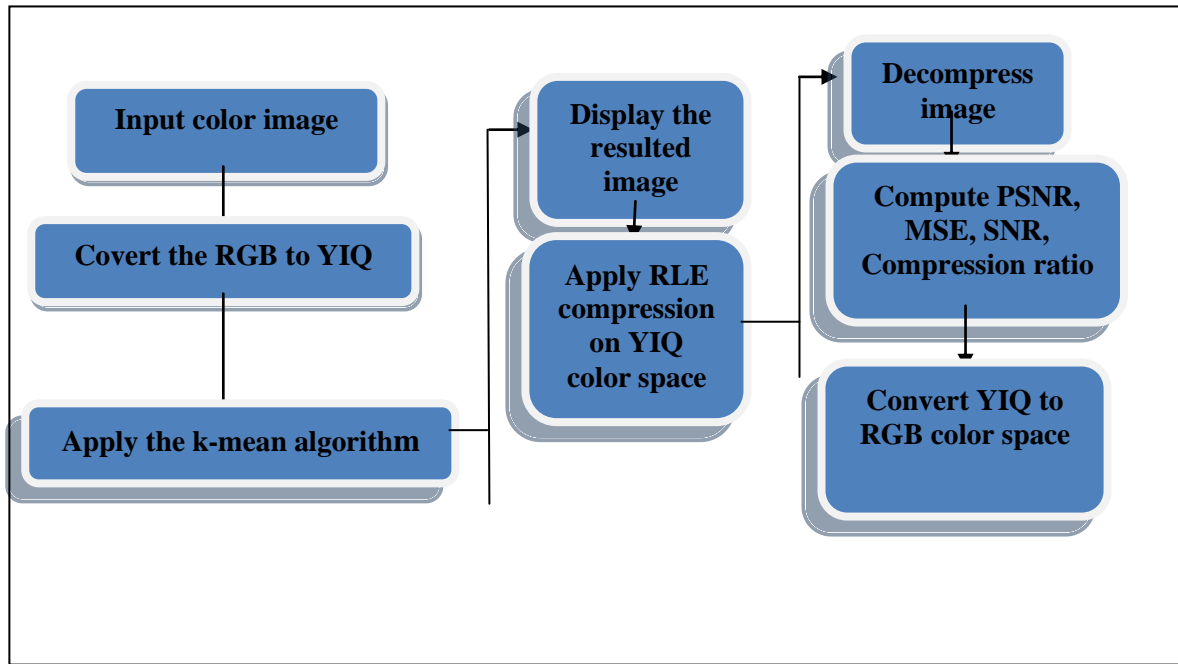 Input color image
Covert the RGB to YIQ
Apply the k-mean algorithm
Display the
resulted
image
Apply RLE
compression
on YIQ
color space
Decompress
image
Compute PSNR,
MSE, SNR,
Compression ratio
Convert YIQ to
RGB color space